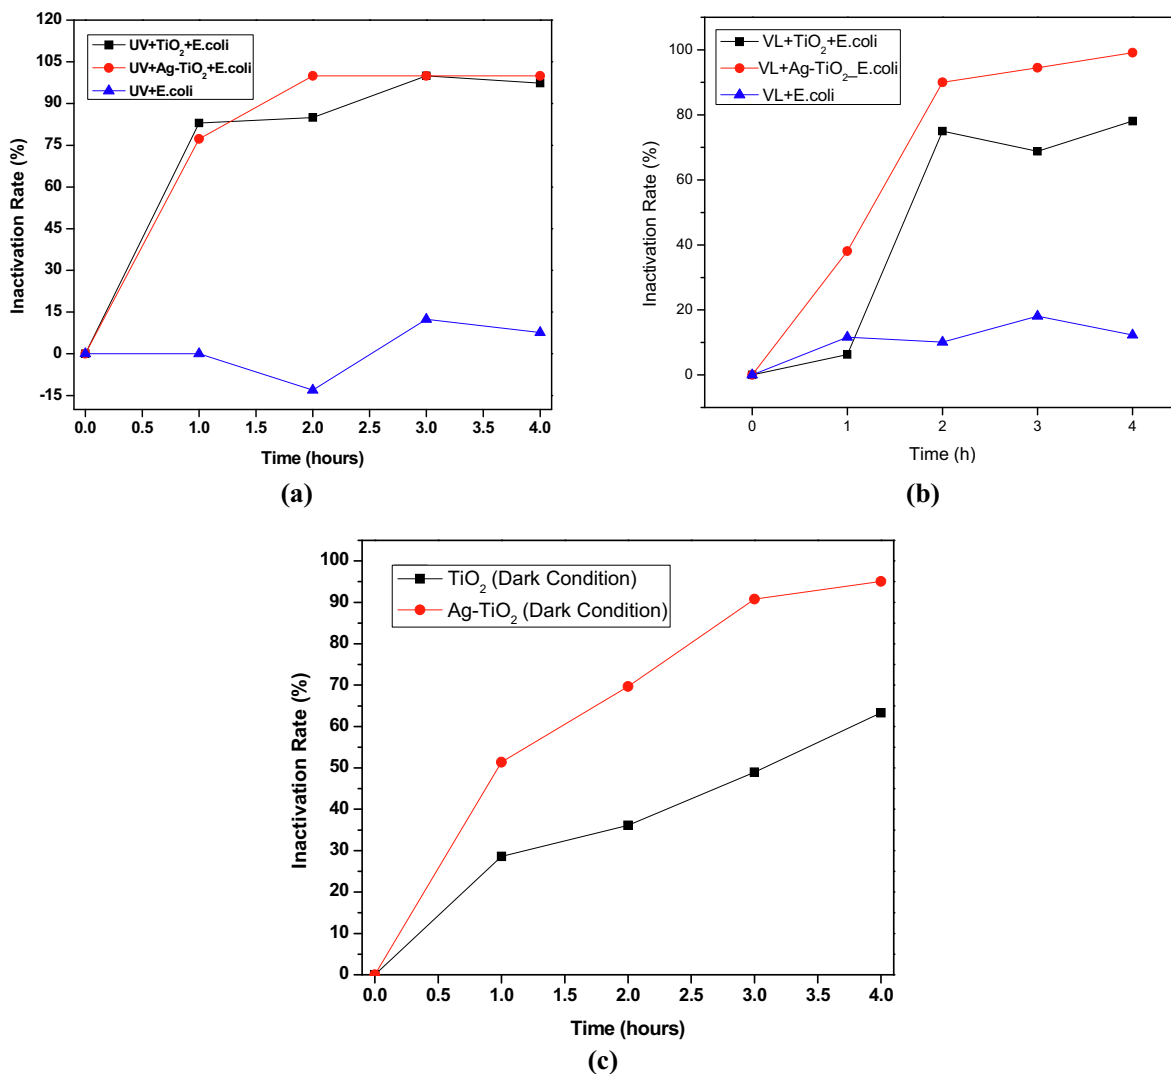 120
105
90
75
60
45
30
15
0
-15
Inactivation Rate (%)
UV+TiO₂+E.coli
UV+Ag-TiO₂+E.coli
UV+E.coli
0.0 0.5 1.0 1.5 2.0 2.5 3.0 3.5 4.0
Time (hours)
(a)
100
80
60
40
20
0
Inactivation Rate (%)
VL+TiO₂+E.coli
VL+Ag-TiO₂_E.coli
VL+E.coli
0 1 2 3 4
Time (h)
(b)
100
90
80
70
60
50
40
30
20
10
0
Inactivation Rate (%)
TiO₂ (Dark Condition)
Ag-TiO₂ (Dark Condition)
0.0 0.5 1.0 1.5 2.0 2.5 3.0 3.5 4.0
Time (hours)
(c)